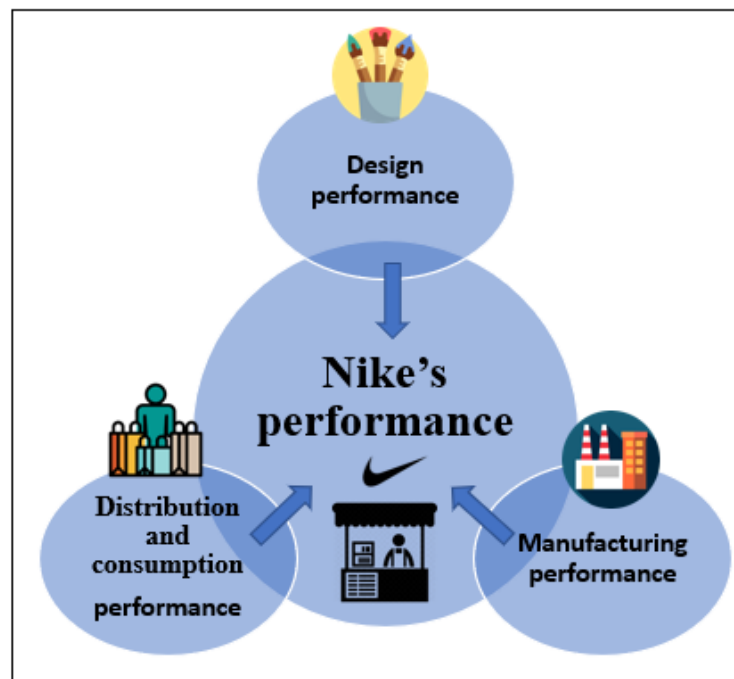 Design
performance
Nike’s
performance
Distribution
and
consumption
performance
Manufacturing
performance